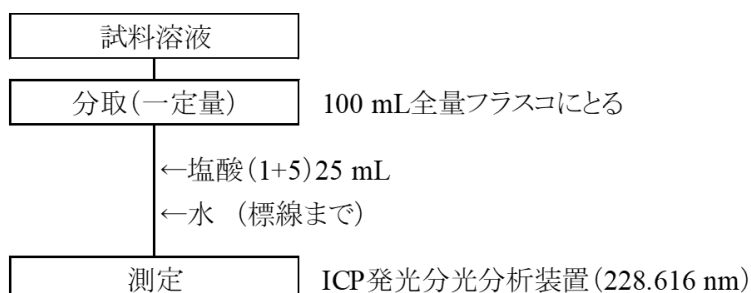 試料溶液
分取(一定量) 100 mL全量フラスコにとる
←塩酸(1+5)25 mL
←水 (標線まで)
測定 ICP発光分光分析装置(228.616 nm)